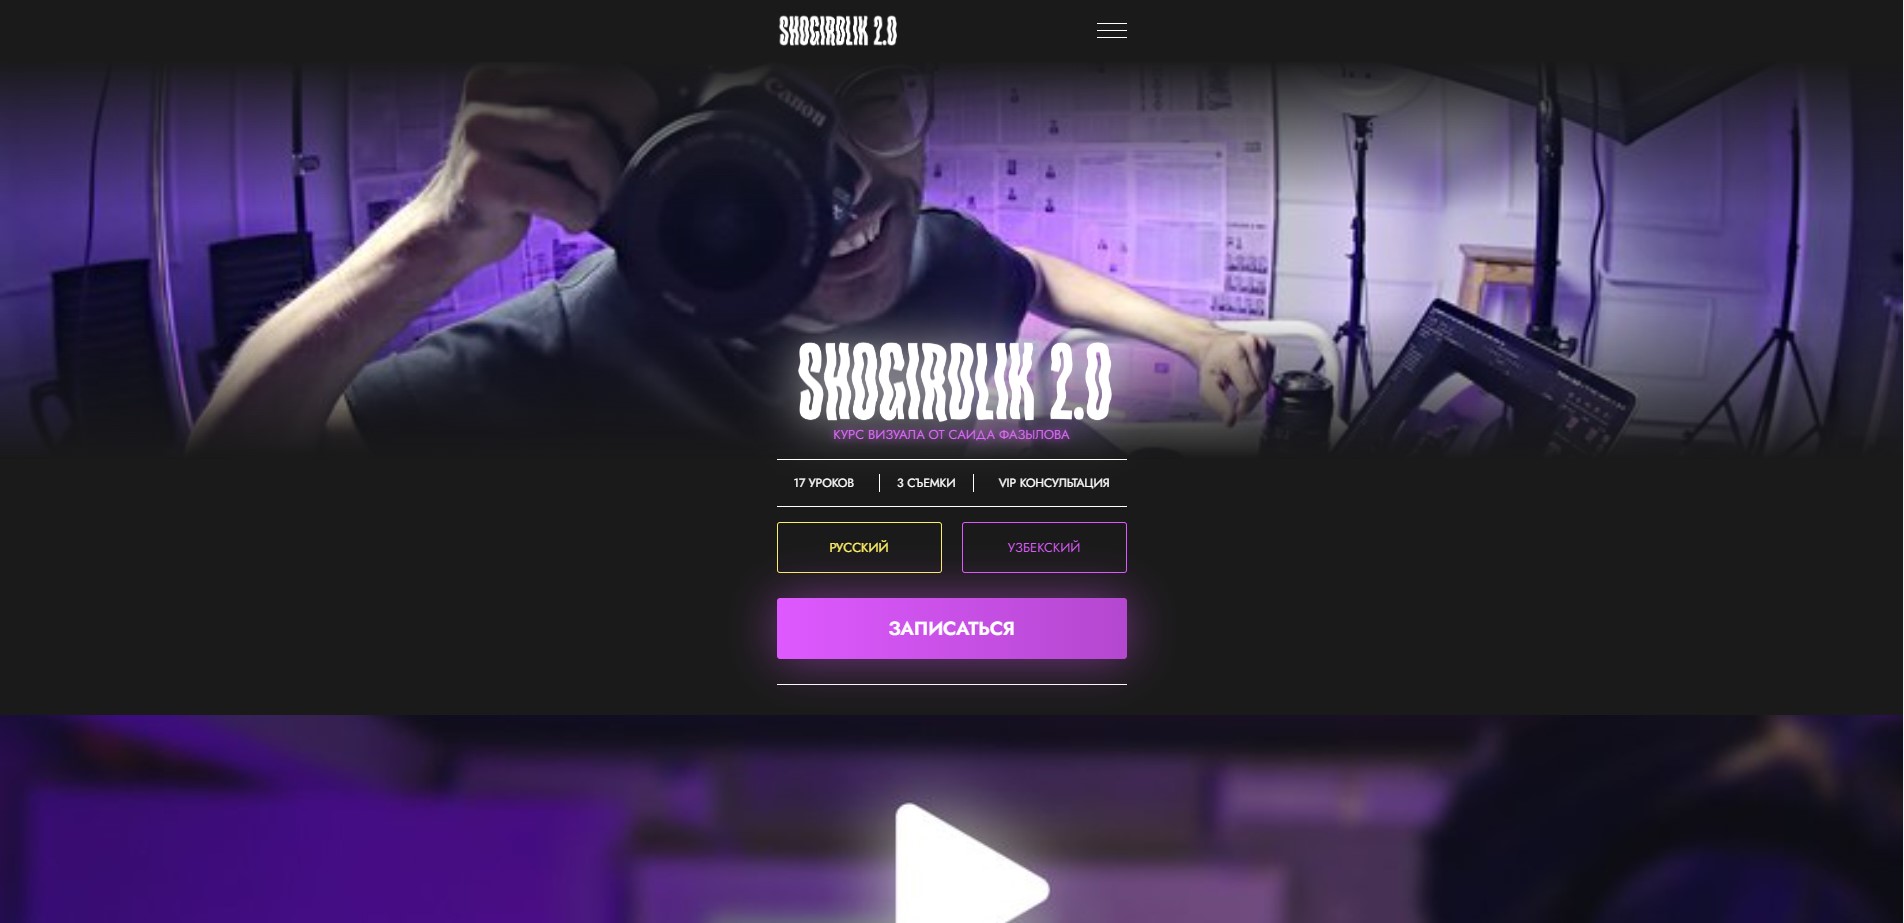 SHOGIRDLIK 2.0
Canon
SHOGIRDLIK 2.0
КУРС ВИЗУАЛА ОТ САИДА ФАЗЫЛОВА
17 УРОКОВ
3 СЪЕМКИ
VIP КОНСУЛЬТАЦИЯ
РУССКИЙ
УЗБЕКСКИЙ
ЗАПИСАТЬСЯ